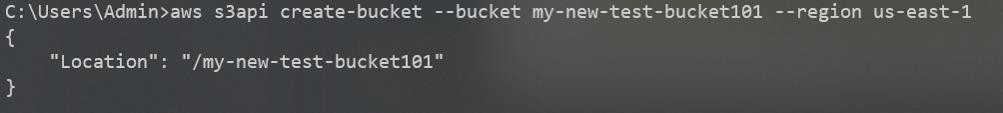 C:\Users\Admin>aws s3api create-bucket --bucket my-new-test-bucket101 --region us-east-1
{
    "Location": "/my-new-test-bucket101"
}